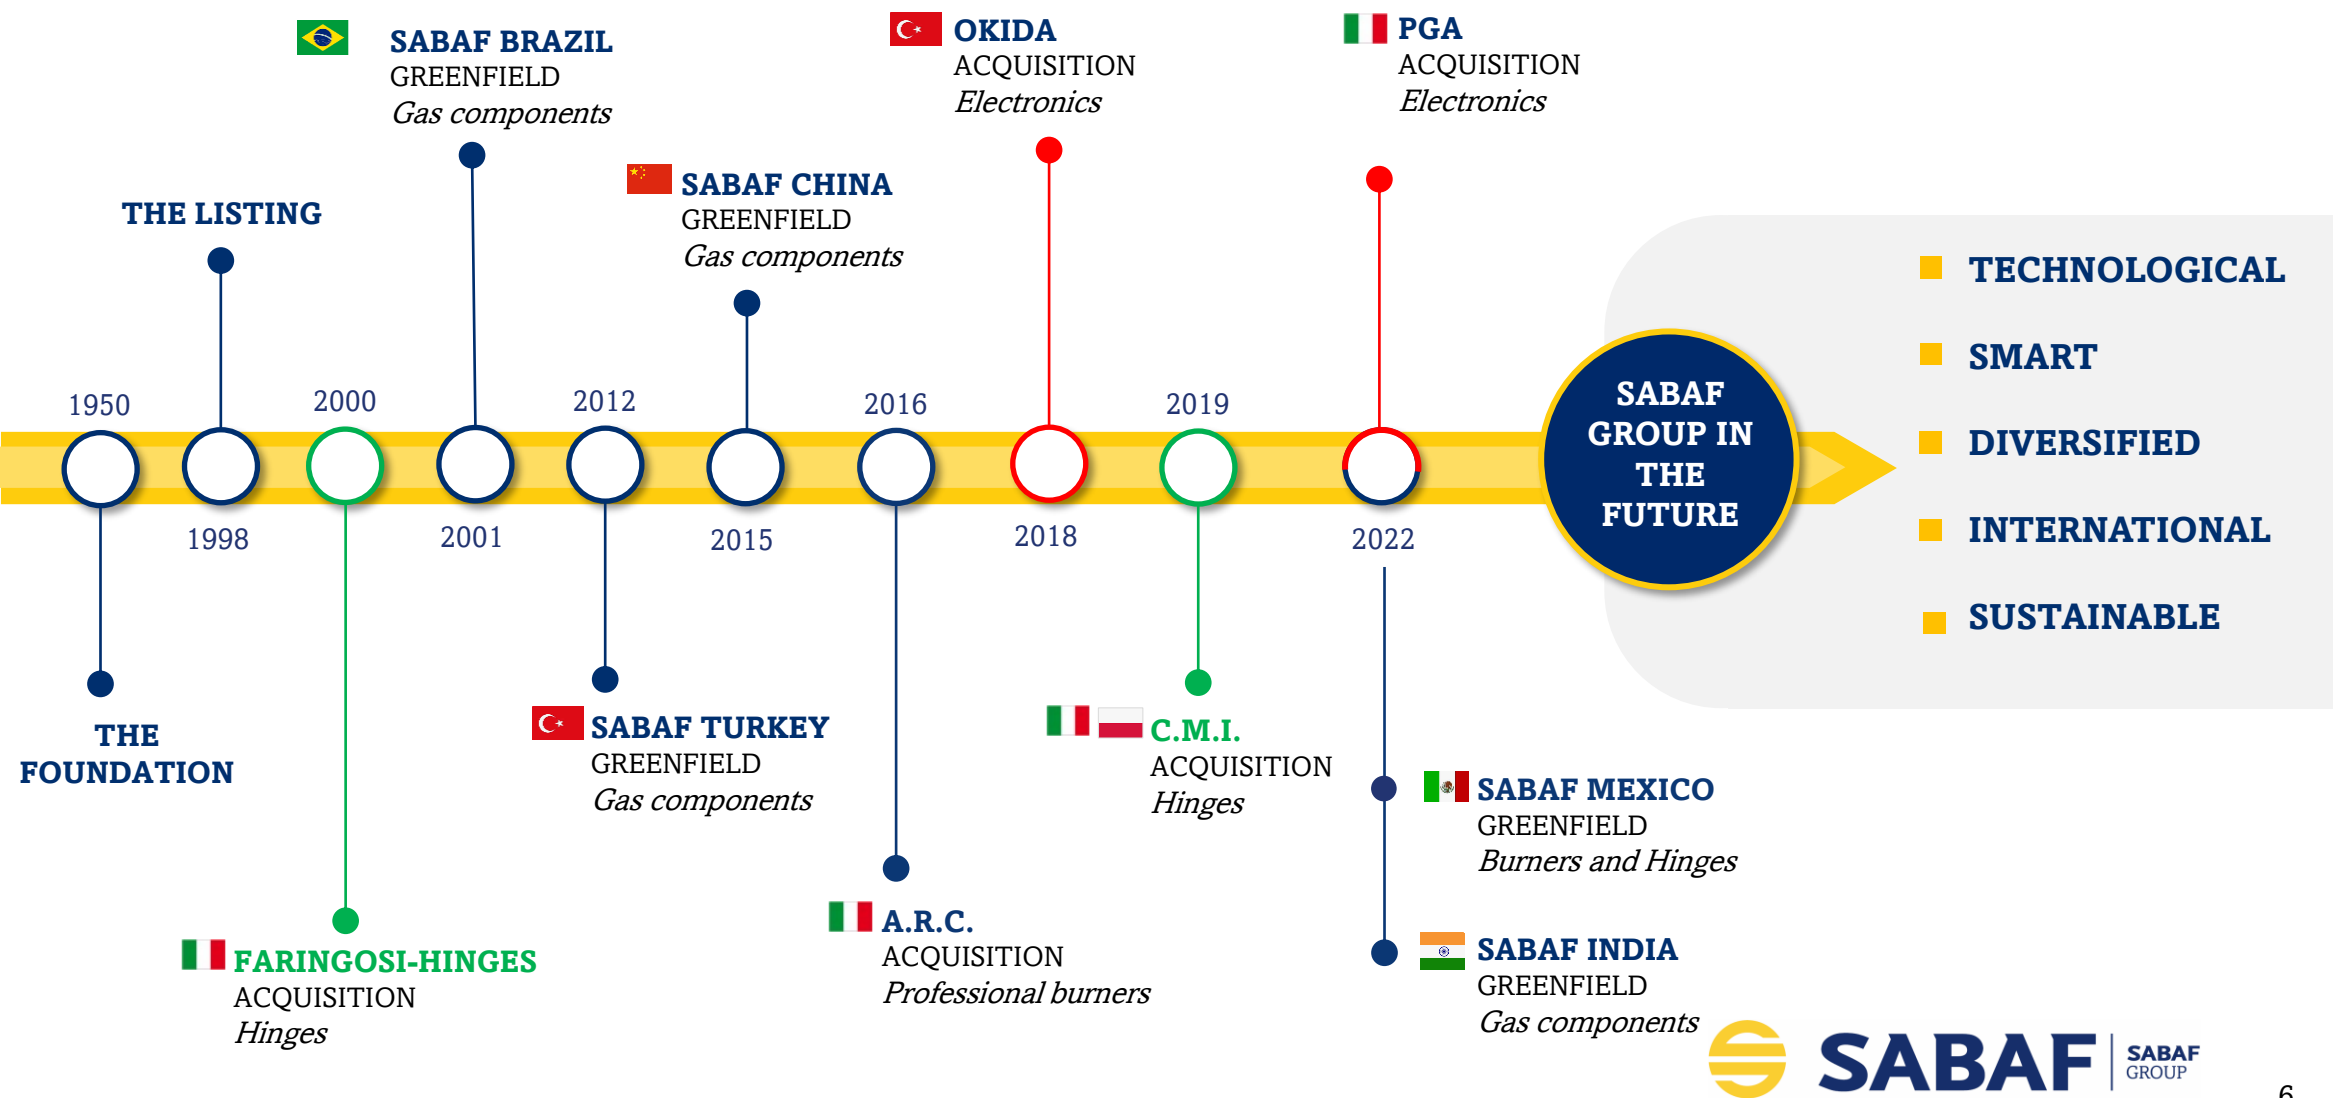 SABAF BRAZIL
GREENFIELD
Gas components
OKIDA
ACQUISITION
Electronics
PGA
ACQUISITION
Electronics
THE LISTING
SABAF CHINA
GREENFIELD
Gas components
1950
2000
2012
2016
2019
1998
2001
2015
2018
2022
SABAF
GROUP IN
THE
FUTURE
TECHNOLOGICAL
SMART
DIVERSIFIED
INTERNATIONAL
SUSTAINABLE
THE
FOUNDATION
FARINGOSI-HINGES
ACQUISITION
Hinges
SABAF TURKEY
GREENFIELD
Gas components
A.R.C.
ACQUISITION
Professional burners
C.M.I.
ACQUISITION
Hinges
SABAF MEXICO
GREENFIELD
Burners and Hinges
SABAF INDIA
GREENFIELD
Gas components
SABAF
SABAF
GROUP
6